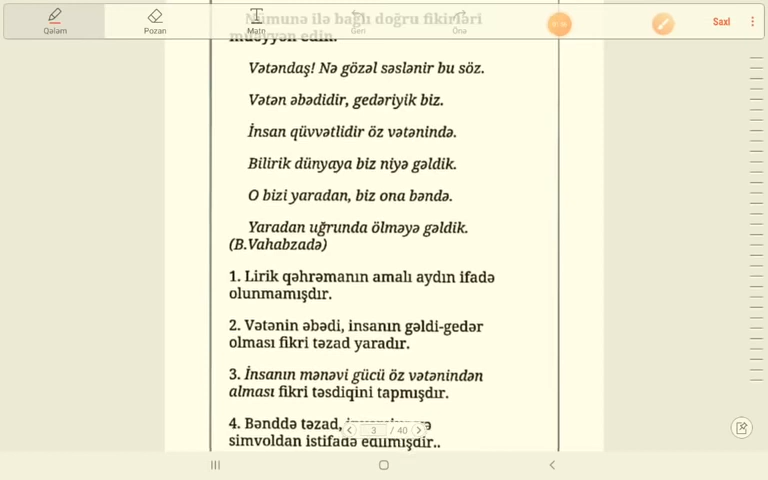 Qələm
Pozan
Mətn
Geri
Önə
Saxl
Nümunə ilə bağlı doğru fikirləri
müəyyən edin.
Vətəndaş! Nə gözəl səslənir bu söz.
Vətən əbədidir, gedəriyik biz.
İnsan qüvvətlidir öz vətənində.
Bilirik dünyaya biz niyə gəldik.
O bizi yaradan, biz ona bəndə.
Yaradan uğrunda ölməyə gəldik.
(B.Vahabzadə)
1. Lirik qəhrəmanın amalı aydın ifadə
olunmamışdır.
2. Vətənin əbədi, insanın gəldi-gedər
olması fikri təzad yaradır.
3. İnsanın mənəvi gücü öz vətənindən
alması fikri təsdiqini tapmışdır.
4. Bənddə təzad,
simvoldan istifadə edilmişdir..
3 / 40